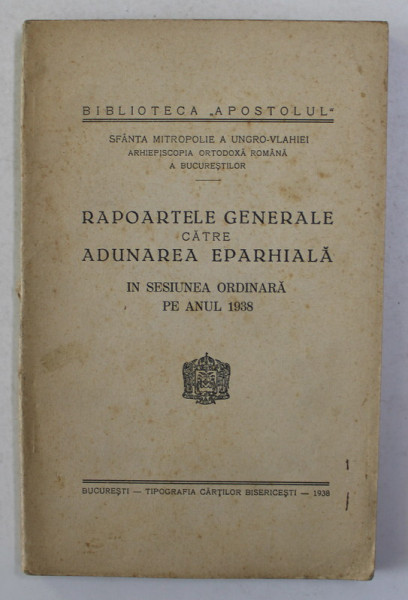 BIBLIOTECA „APOSTOLUL“
SFÂNTA MITROPOLIE A UNGRO-VLAHIEI
ARHIEPISCOPIA ORTODOXĂ ROMÂNĂ
A BUCUREȘTILOR
RAPOARTELE GENERALE
CĂTRE
ADUNAREA EPARHIALĂ
IN SESIUNEA ORDINARĂ
PE ANUL 1938
BUCUREȘTI — TIPOGRAFIA CĂRȚILOR BISERICEȘTI — 1938